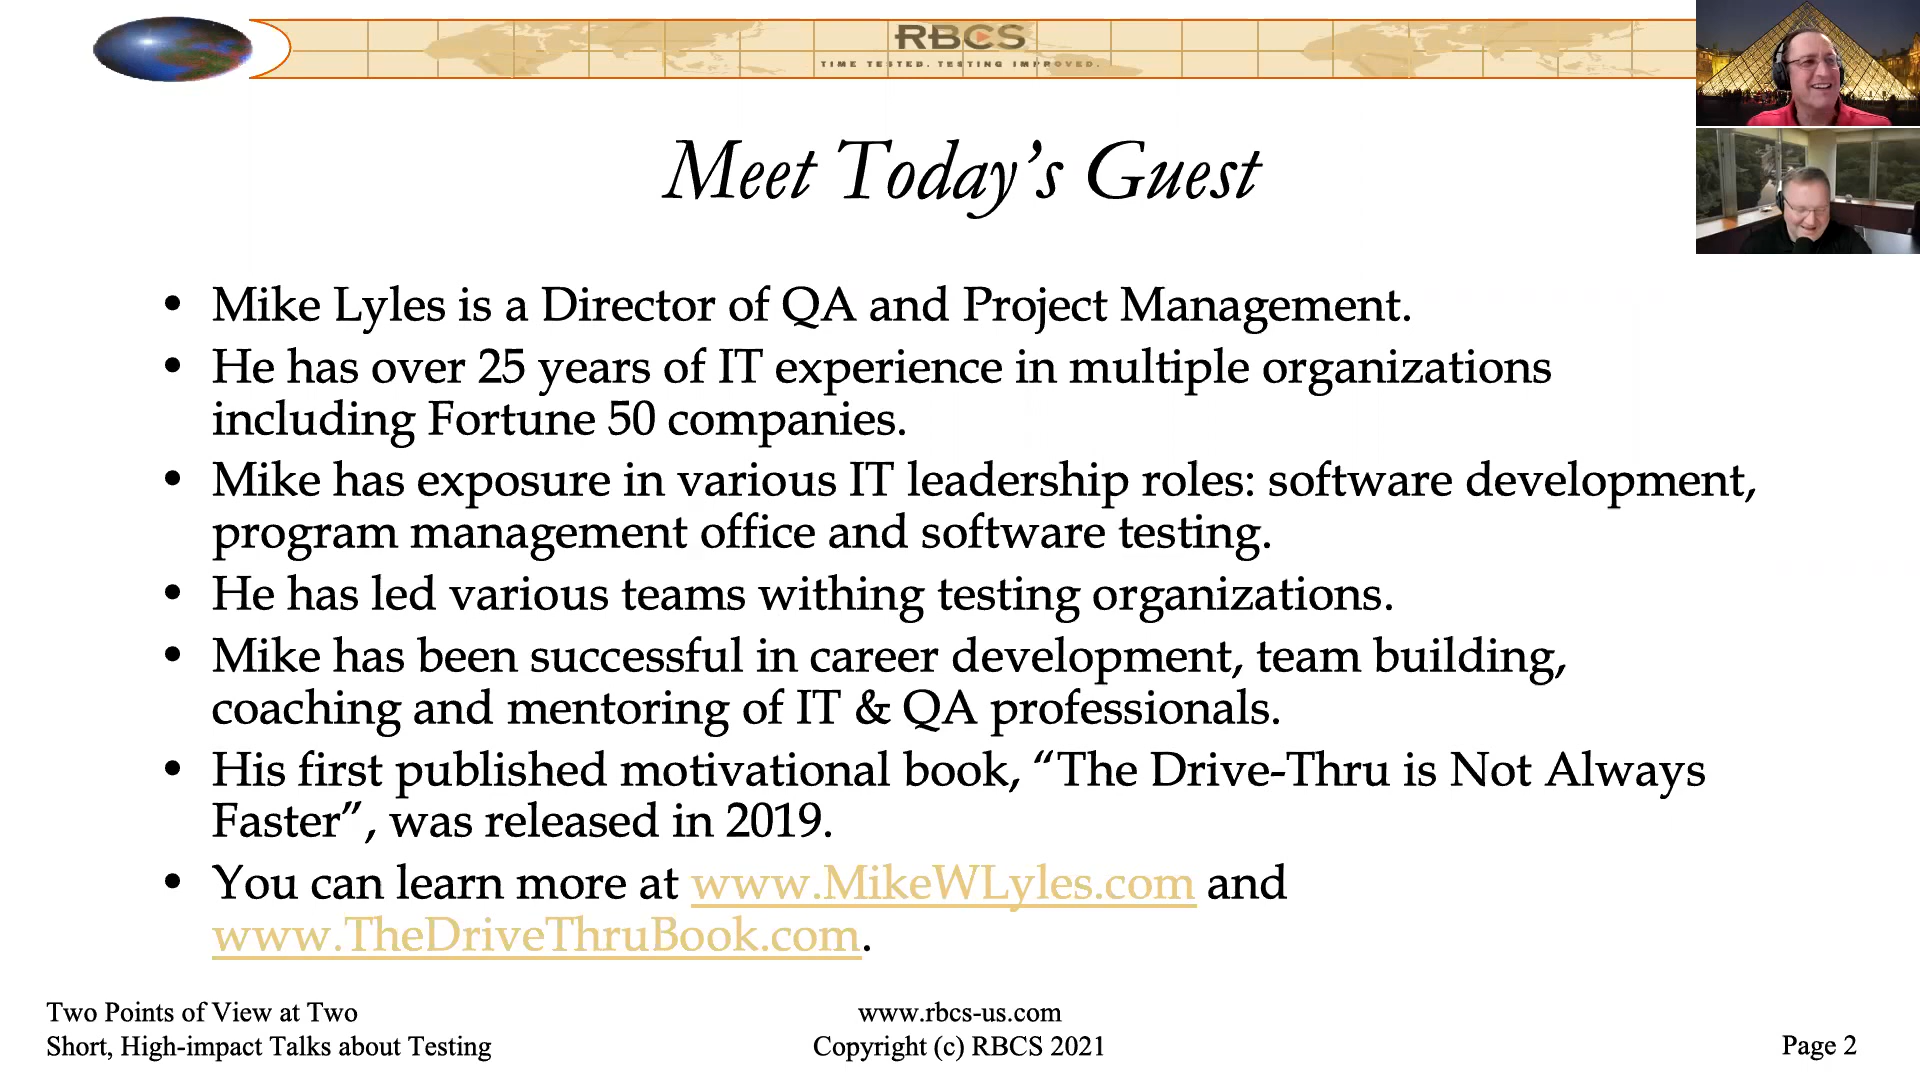 RBCS
TIME TESTED. TESTING IMPROVED.
Meet Today's Guest
• Mike Lyles is a Director of QA and Project Management.
• He has over 25 years of IT experience in multiple organizations
including Fortune 50 companies.
• Mike has exposure in various IT leadership roles: software development,
program management office and software testing.
• He has led various teams withing testing organizations.
• Mike has been successful in career development, team building,
coaching and mentoring of IT & QA professionals.
• His first published motivational book, “The Drive-Thru is Not Always
Faster”, was released in 2019.
• You can learn more at www.MikeWLyles.com and
www.TheDriveThruBook.com.
Two Points of View at Two
Short, High-impact Talks about Testing
www.rbcs-us.com
Copyright (c) RBCS 2021
Page 2